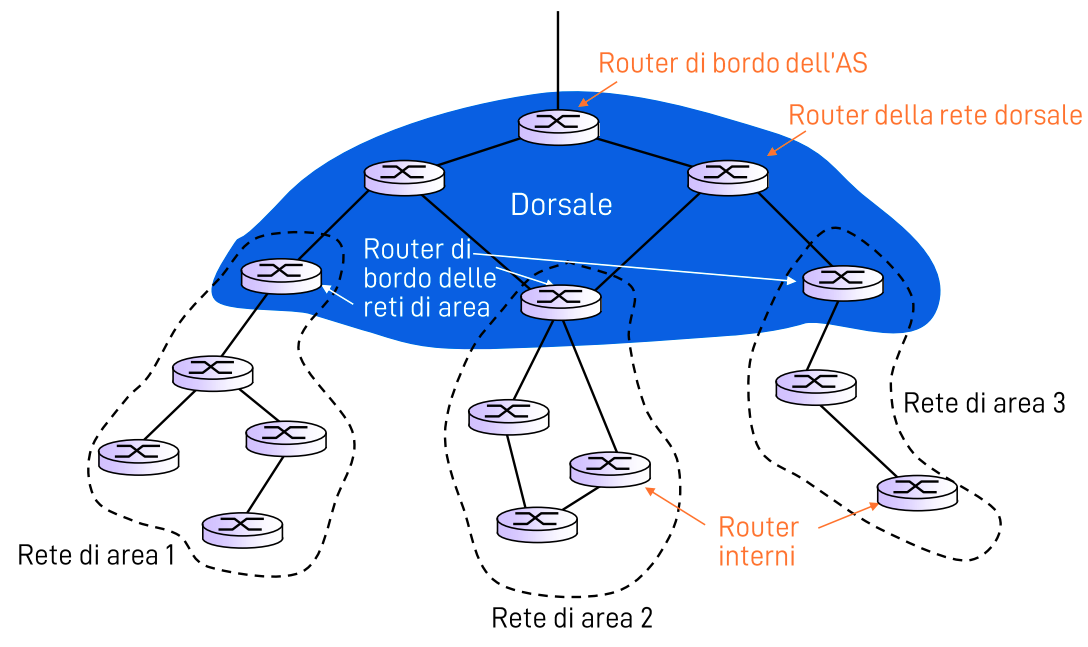 Router di bordo dell'AS
Router della rete dorsale
Dorsale
Router di
bordo delle
reti di area
Rete di area 3
Router
interni
Rete di area 1
Rete di area 2